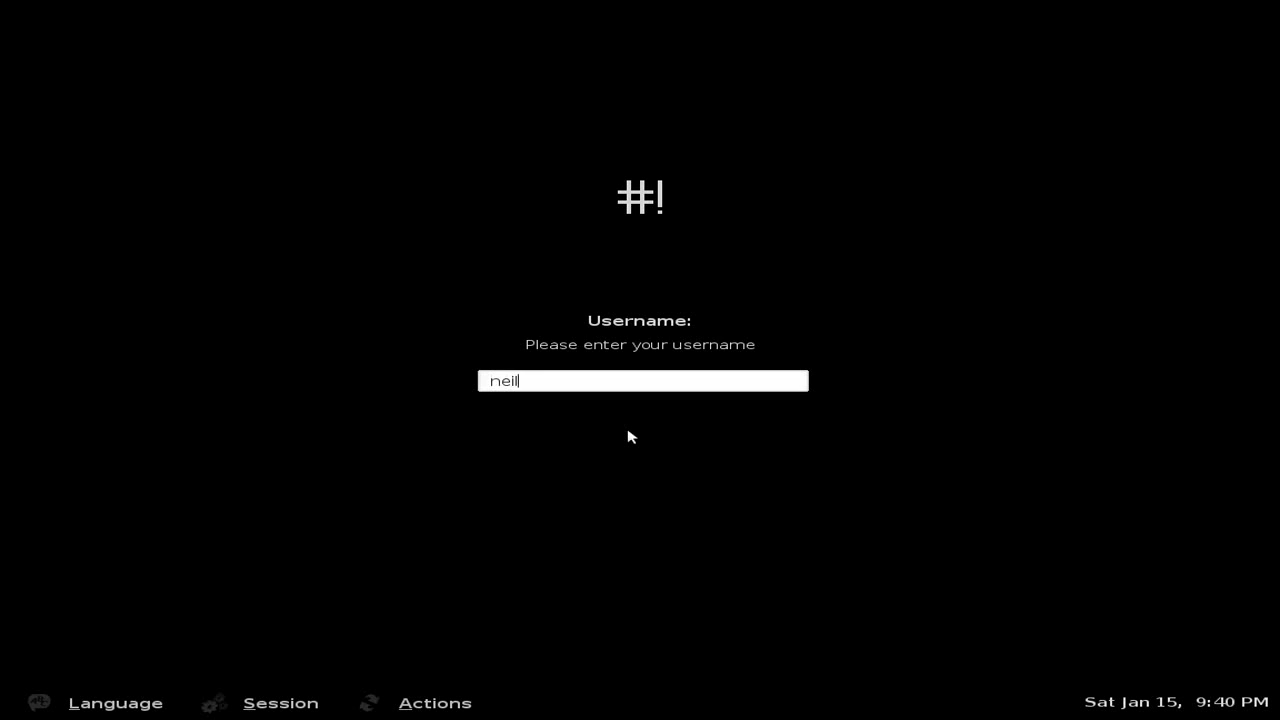 #!
Username:
Please enter your username
neil
Language Session Actions Sat Jan 15, 9:40 PM